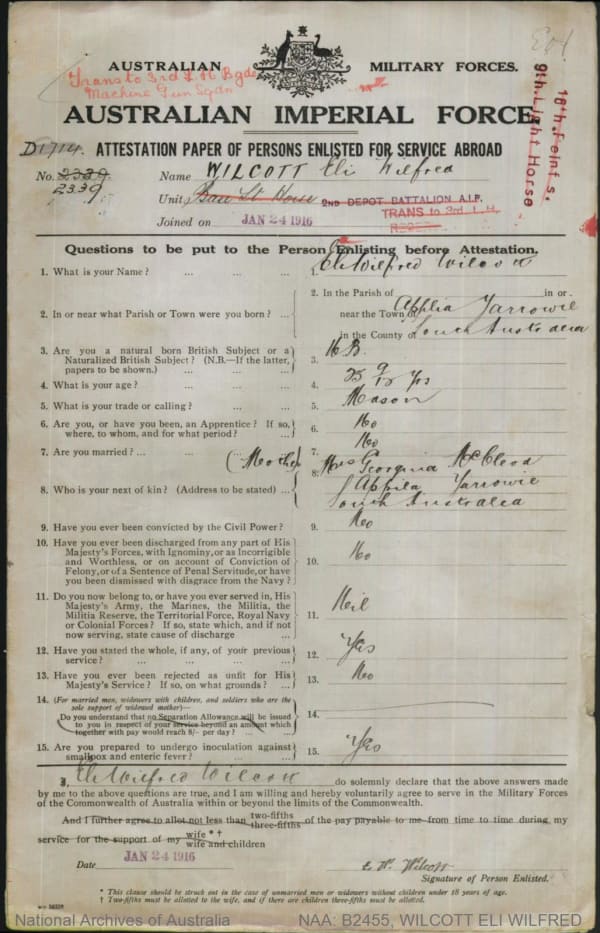 AUSTRALIAN MILITARY FORCES.
Trans to 3rd L H Bgde
Machine Gun Sqdn
18th Reinf s.
9th Light Horse
AUSTRALIAN IMPERIAL FORCE.
D1714. ATTESTATION PAPER OF PERSONS ENLISTED FOR SERVICE ABROAD
No. 2339 Name WILCOTT Eli Wilfred
2339
Unit 2ND DEPOT BATTALION A.I.F.
TRANS to 3rd L. H.
Joined on JAN 24 1916
Questions to be put to the Person Enlisting before Attestation.
1. What is your Name? ... ... ... Eli Wilfred Wilcott
2. In or near what Parish or Town were you born? ... 2. In the Parish of in or
near the Town of Yarrowie
in the County of South Australia
3. Are you a natural born British Subject or a
Naturalized British Subject? (N.B.—If the latter,
papers to be shown.) ... ... ... 3. N.B.
4. What is your age? ... ... ... 4. 25 9/12 yrs
5. What is your trade or calling? ... ... 5. Mason
6. Are you, or have you been, an Apprentice? If so,
where, to whom, and for what period? ... 6. No
7. Are you married? ... ... ... 7. No
8. Who is your next of kin? (Address to be stated) ... 8. (Mother) Mrs Georgina McCleod
Appila Yarrowie
South Australia
9. Have you ever been convicted by the Civil Power? 9. No
10. Have you ever been discharged from any part of His
Majesty's Forces, with Ignominy, or as Incorrigible
and Worthless, or on account of Conviction of
Felony, or of a Sentence of Penal Servitude, or have
you been dismissed with disgrace from the Navy? 10. No
11. Do you now belong to, or have you ever served in, His
Majesty's Army, the Marines, the Militia, the
Militia Reserve, the Territorial Force, Royal Navy
or Colonial Forces? If so, state which, and if not
now serving, state cause of discharge ... 11. Nil
12. Have you stated the whole, if any, of your previous
service? ... ... ... ... 12. Yes
13. Have you ever been rejected as unfit for His
Majesty's Service? If so, on what grounds? ... 13. No
14. (For married men, widowers with children, and soldiers who are the
sole support of widowed mother)—
Do you understand that no Separation Allowance will be issued
to you in respect of your service beyond an amount which
together with pay would reach 8/- per day? ... 14.
15. Are you prepared to undergo inoculation against
smallpox and enteric fever? ... 15. Yes
I, Eli Wilfred Wilcott do solemnly declare that the above answers made
by me to the above questions are true, and I am willing and hereby voluntarily agree to serve in the Military Forces
of the Commonwealth of Australia within or beyond the limits of the Commonwealth.
And I further agree to allot not less than two-fifths three-fifths of the pay payable to me from time to time during my
service for the support of my wife * † wife and children
Date JAN 24 1916 E. W. Wilcott
Signature of Person Enlisted.
* This clause should be struck out in the case of unmarried men or widowers without children under 18 years of age.
† Two-fifths must be allotted to the wife, and if there are children three-fifths must be allotted.
National Archives of Australia NAA: B2455, WILCOTT ELI WILFRED